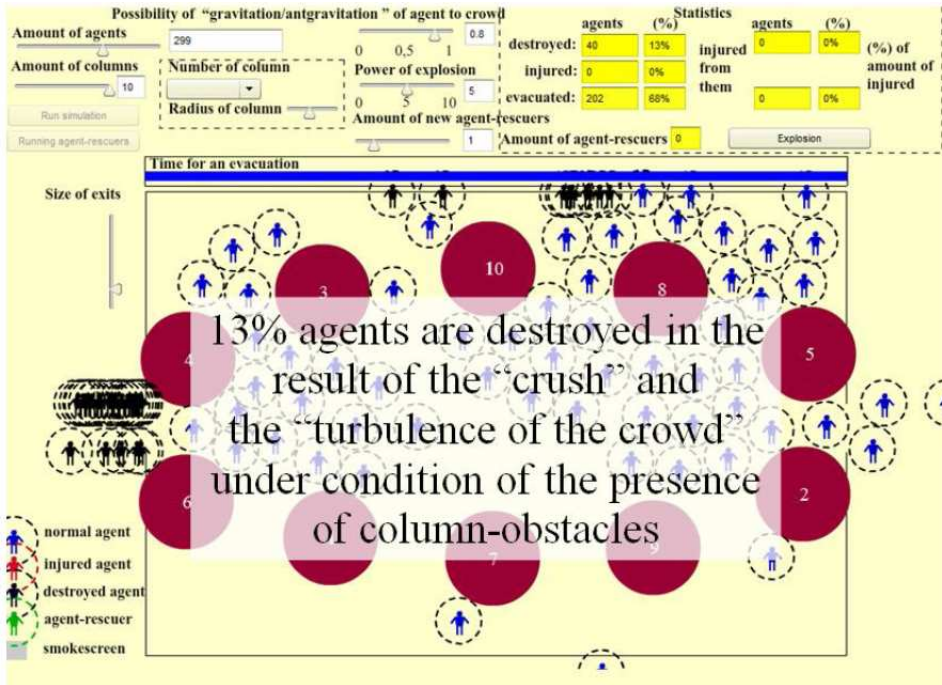 Possibility of “gravitation/antgravitation ” of agent to crowd
Amount of agents
299
0 0,5 1
0.8
Amount of columns
10
Number of column
Radius of column
Power of explosion
0 5 10
5
Amount of new agent-rescuers
1
Run simulation
Running agent-rescuers
Statistics
agents (%) agents (%)
destroyed: 40 13%
injured: 0 0%
evacuated: 202 68%
injured from them
0 0%
0 0%
(%) of amount of injured
Amount of agent-rescuers 0
Explosion
Time for an evacuation
Size of exits
3
10
8
4
5
6
2
7
9
13% agents are destroyed in the
result of the “crush” and
the “turbulence of the crowd”
under condition of the presence
of column-obstacles
normal agent
injured agent
destroyed agent
agent-rescuer
smokescreen